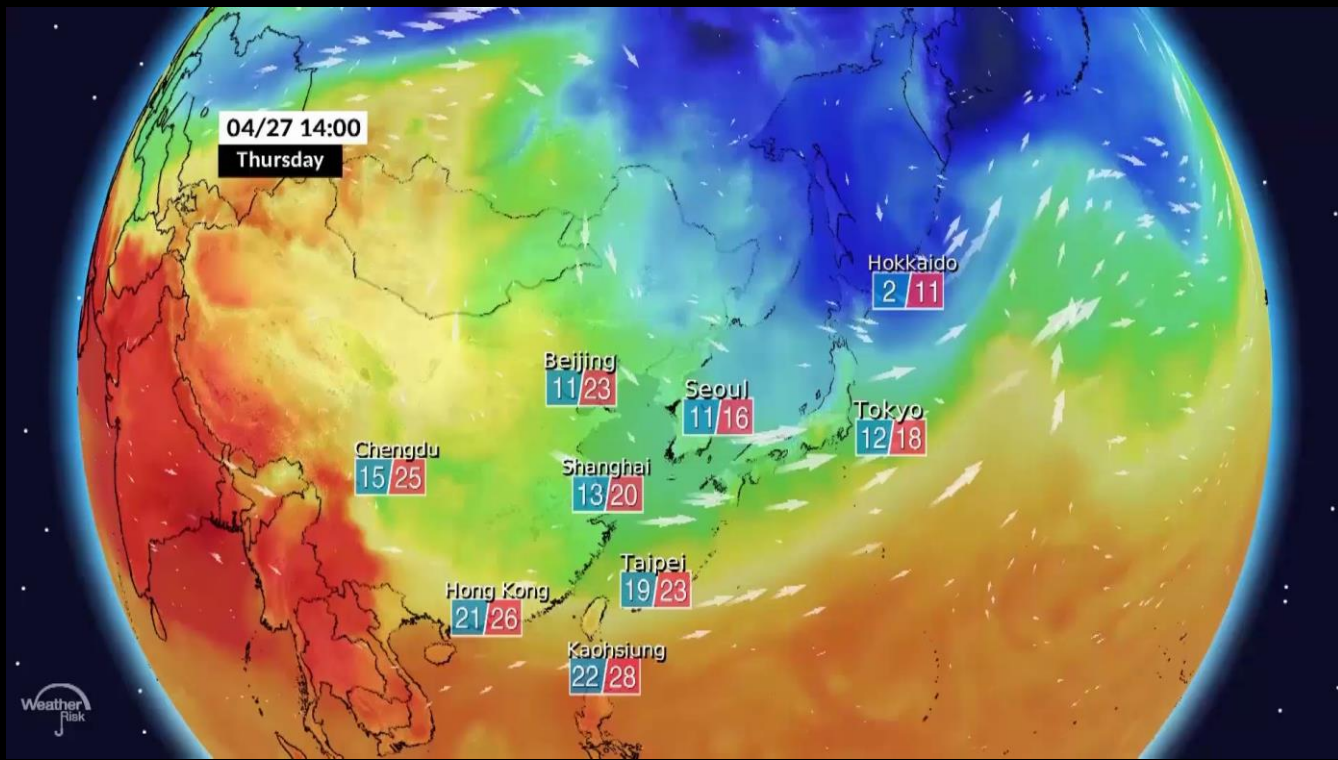 04/27 14:00
Thursday
Hokkaido
2 11
Beijing
11 23
Seoul
11 16
Tokyo
12 18
Chengdu
15 25
Shanghai
13 20
Taipei
19 23
Hong Kong
21 26
Kaohsiung
22 28
Weather
Risk